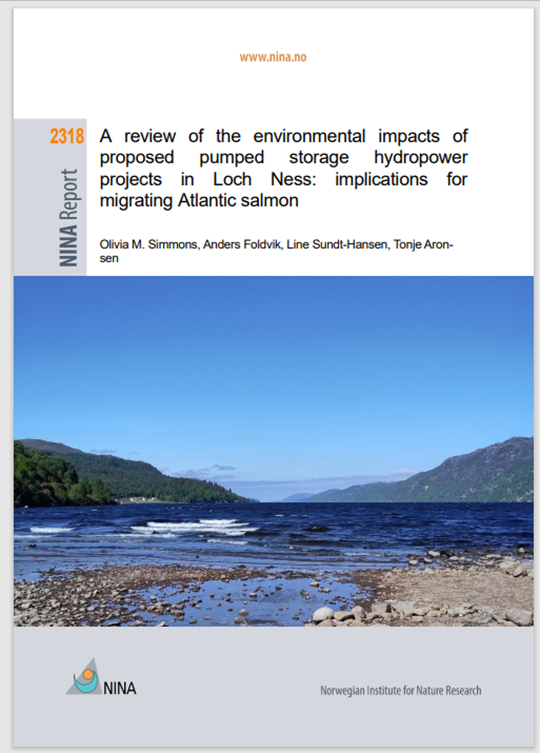 www.nina.no
2318
NINA Report
A review of the environmental impacts of
proposed pumped storage hydropower
projects in Loch Ness: implications for
migrating Atlantic salmon
Olivia M. Simmons, Anders Foldvik, Line Sundt-Hansen, Tonje Aron-
sen
NINA
Norwegian Institute for Nature Research